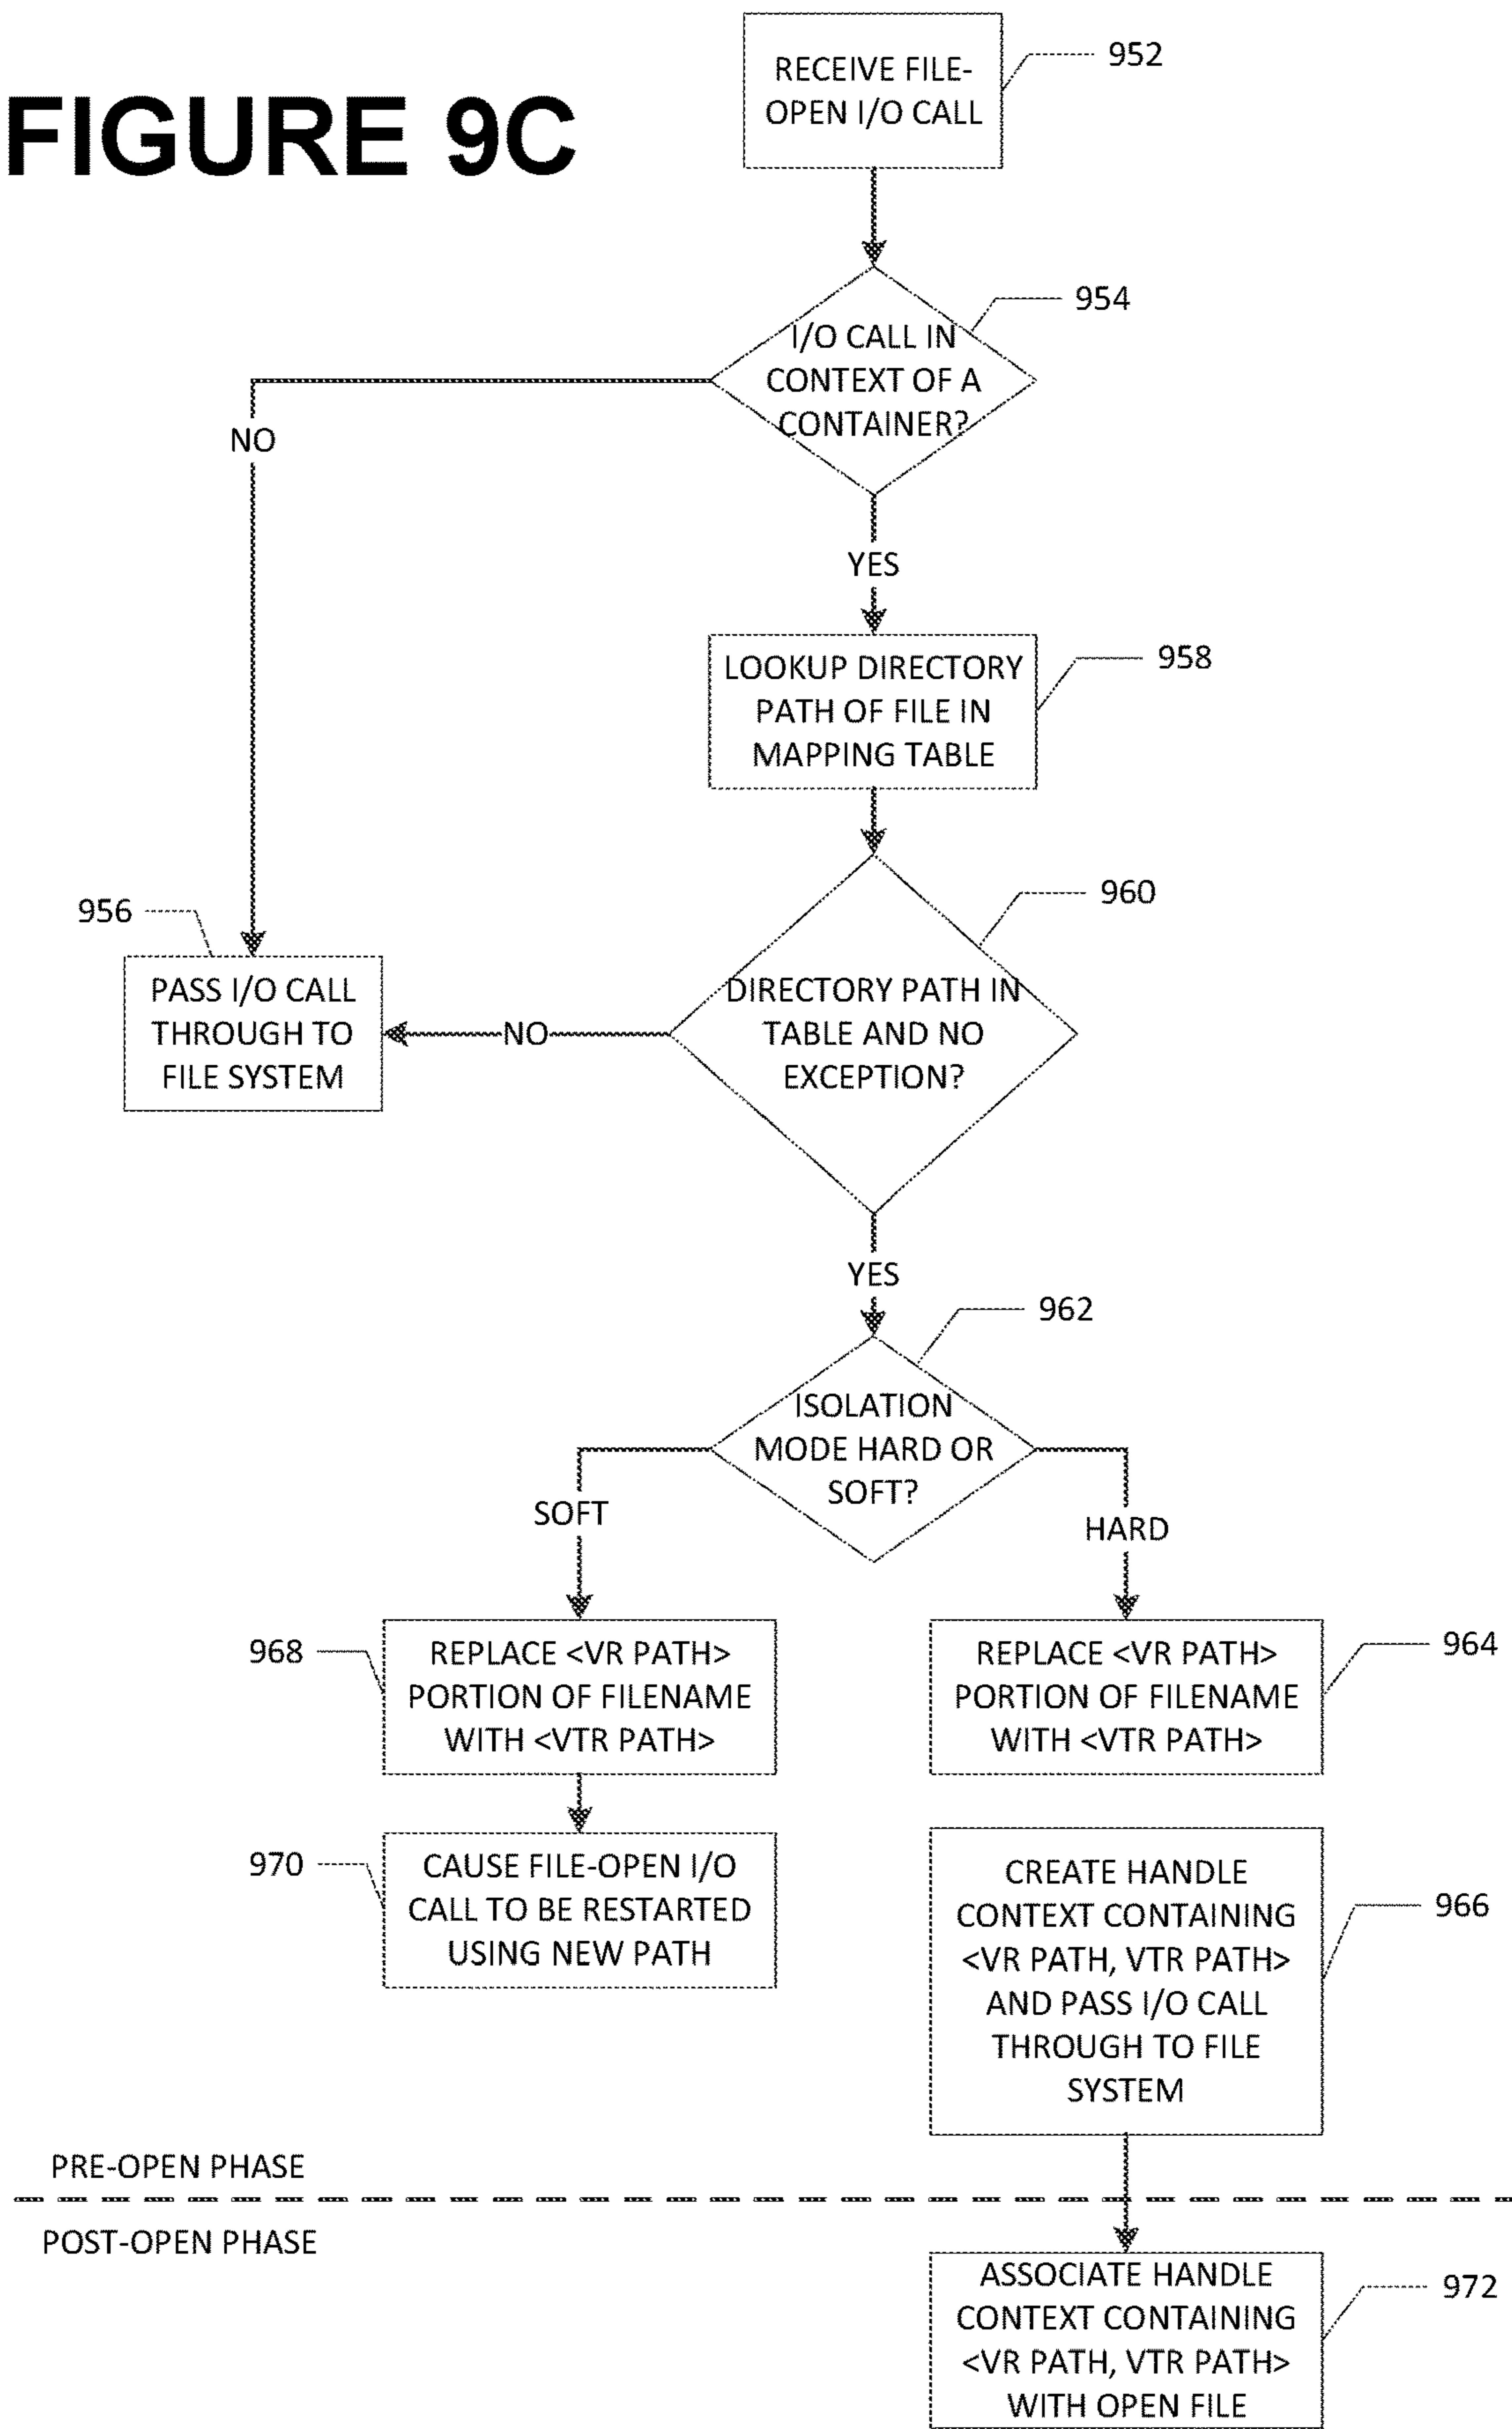 FIGURE 9C
RECEIVE FILE-
OPEN I/O CALL
952
I/O CALL IN
CONTEXT OF A
CONTAINER?
954
NO
YES
LOOKUP DIRECTORY
PATH OF FILE IN
MAPPING TABLE
958
956
PASS I/O CALL
THROUGH TO
FILE SYSTEM
NO
DIRECTORY PATH IN
TABLE AND NO
EXCEPTION?
960
YES
ISOLATION
MODE HARD OR
SOFT?
962
SOFT
HARD
968
REPLACE <VR PATH>
PORTION OF FILENAME
WITH <VTR PATH>
REPLACE <VR PATH>
PORTION OF FILENAME
WITH <VTR PATH>
964
970
CAUSE FILE-OPEN I/O
CALL TO BE RESTARTED
USING NEW PATH
CREATE HANDLE
CONTEXT CONTAINING
<VR PATH, VTR PATH>
AND PASS I/O CALL
THROUGH TO FILE
SYSTEM
966
PRE-OPEN PHASE
POST-OPEN PHASE
ASSOCIATE HANDLE
CONTEXT CONTAINING
<VR PATH, VTR PATH>
WITH OPEN FILE
972